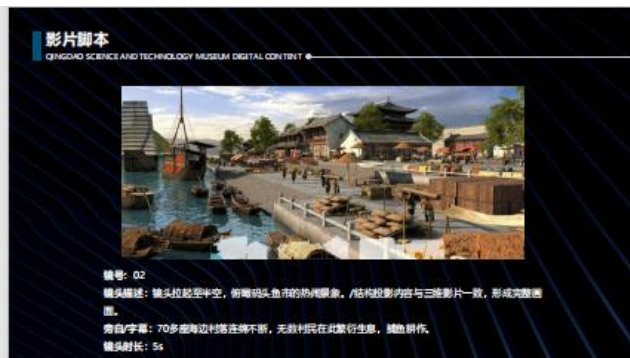 影片脚本
QINGDAO SCIENCE AND TECHNOLOGY MUSEUM DIGITAL CONTENT
镜号：02
镜头描述：镜头拉起至半空，俯瞰码头鱼市的热闹景象。/结构投影内容与三维影片一致，形成完整画
面。
旁白/字幕：70多座海边村落连绵不断，无数村民在此繁衍生息，捕鱼耕作。
镜头时长：5s